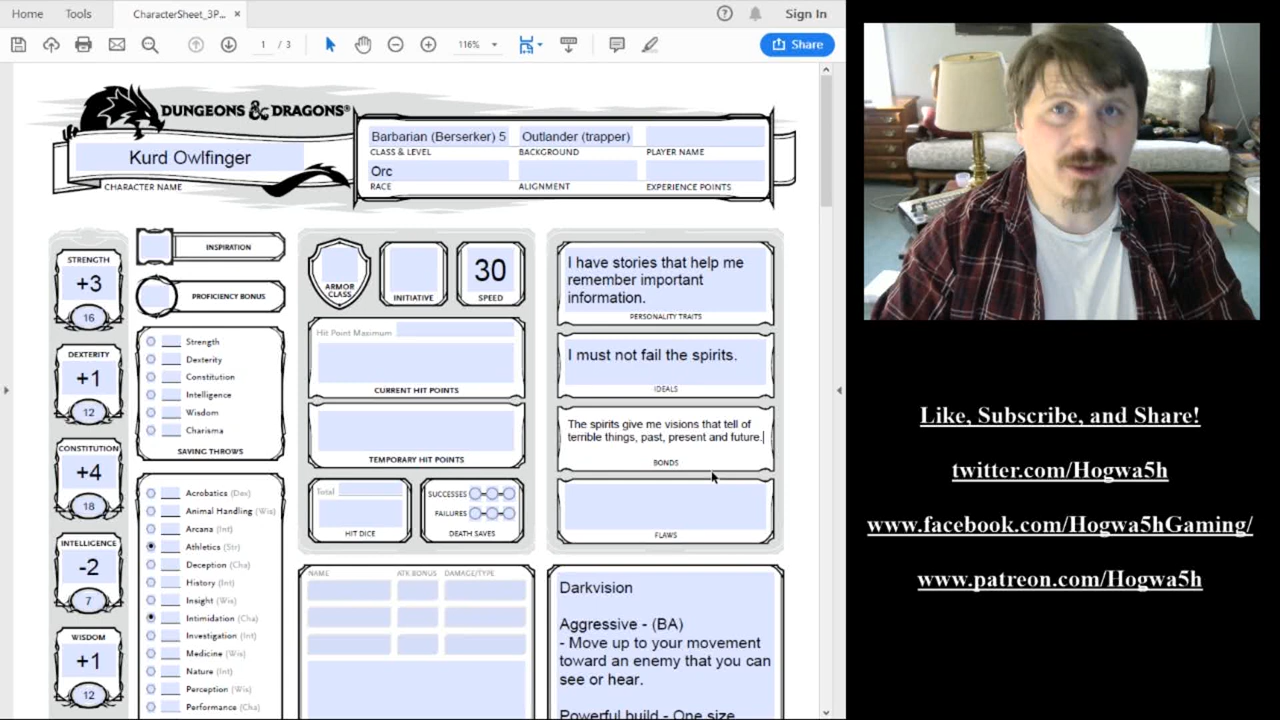 Home Tools CharacterSheet_3P... × Sign In
1 / 3 116% Share
DUNGEONS & DRAGONS®
Kurd Owlfinger
CHARACTER NAME
Barbarian (Berserker) 5 Outlander (trapper)
CLASS & LEVEL BACKGROUND PLAYER NAME
Orc
RACE ALIGNMENT EXPERIENCE POINTS
STRENGTH
+3
16
DEXTERITY
+1
12
CONSTITUTION
+4
18
INTELLIGENCE
-2
7
WISDOM
+1
12
INSPIRATION
PROFICIENCY BONUS
Strength
Dexterity
Constitution
Intelligence
Wisdom
Charisma
SAVING THROWS
Acrobatics (Dex)
Animal Handling (Wis)
Arcana (Int)
Athletics (Str)
Deception (Cha)
History (Int)
Insight (Wis)
Intimidation (Cha)
Investigation (Int)
Medicine (Wis)
Nature (Int)
Perception (Wis)
Performance (Cha)
ARMOR
CLASS
INITIATIVE
30
SPEED
Hit Point Maximum
CURRENT HIT POINTS
TEMPORARY HIT POINTS
Total
HIT DICE
SUCCESSES
FAILURES
DEATH SAVES
NAME ATK BONUS DAMAGE/TYPE
I have stories that help me
remember important
information.
PERSONALITY TRAITS
I must not fail the spirits.
IDEALS
The spirits give me visions that tell of
terrible things, past, present and future.
BONDS
FLAWS
Darkvision
Aggressive - (BA)
- Move up to your movement
toward an enemy that you can
see or hear.
Powerful build - One size
Like, Subscribe, and Share!
twitter.com/Hogwa5h
www.facebook.com/Hogwa5hGaming/
www.patreon.com/Hogwa5h